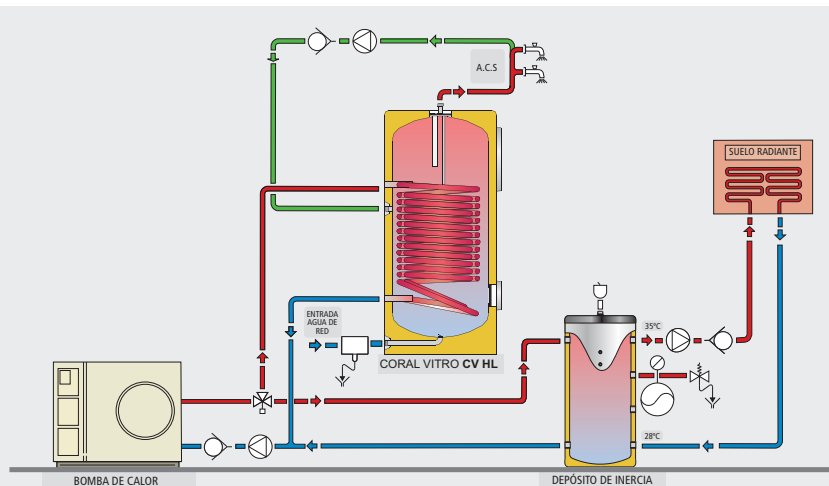 A.C.S
SUELO RADIANTE
ENTRADA
AGUA DE
RED
35ºC
CORAL VITRO CV HL
28ºC
BOMBA DE CALOR
DEPÓSITO DE INERCIA